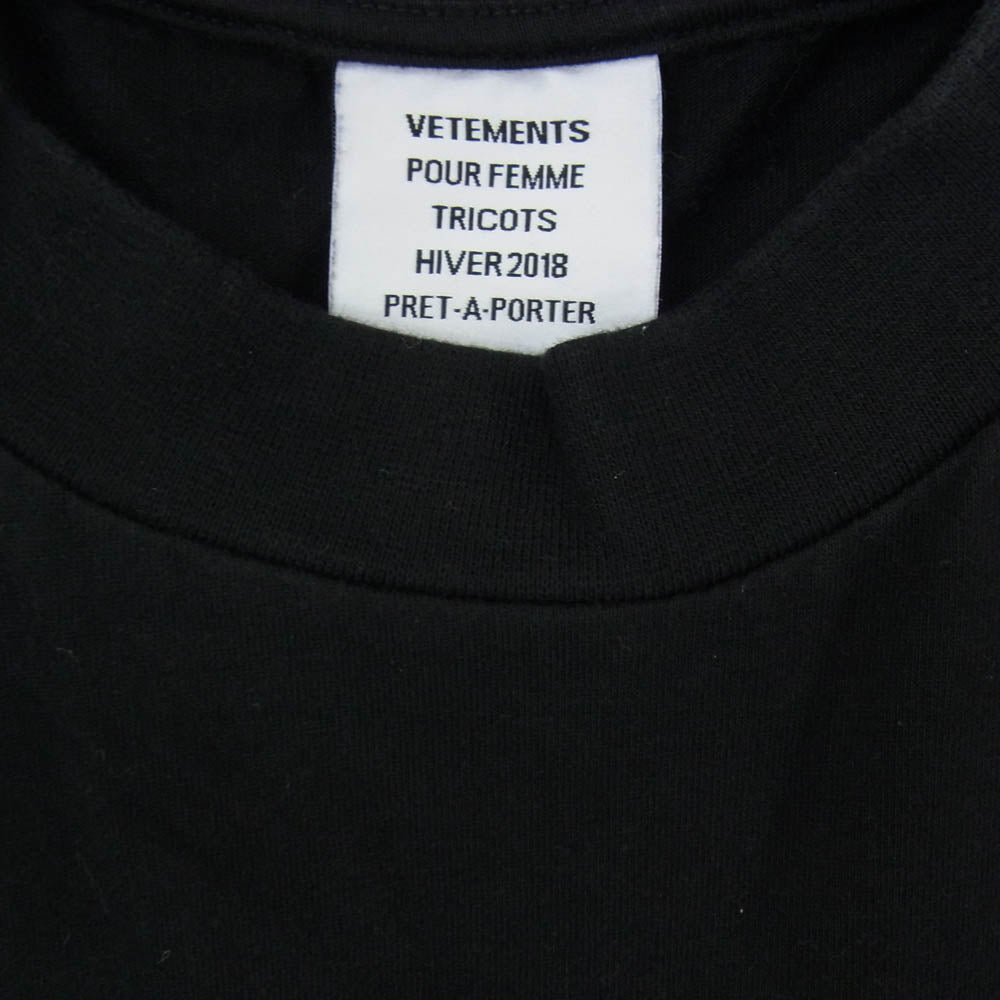 VETEMENTS
POUR FEMME
TRICOTS
HIVER 2018
PRET-A-PORTER